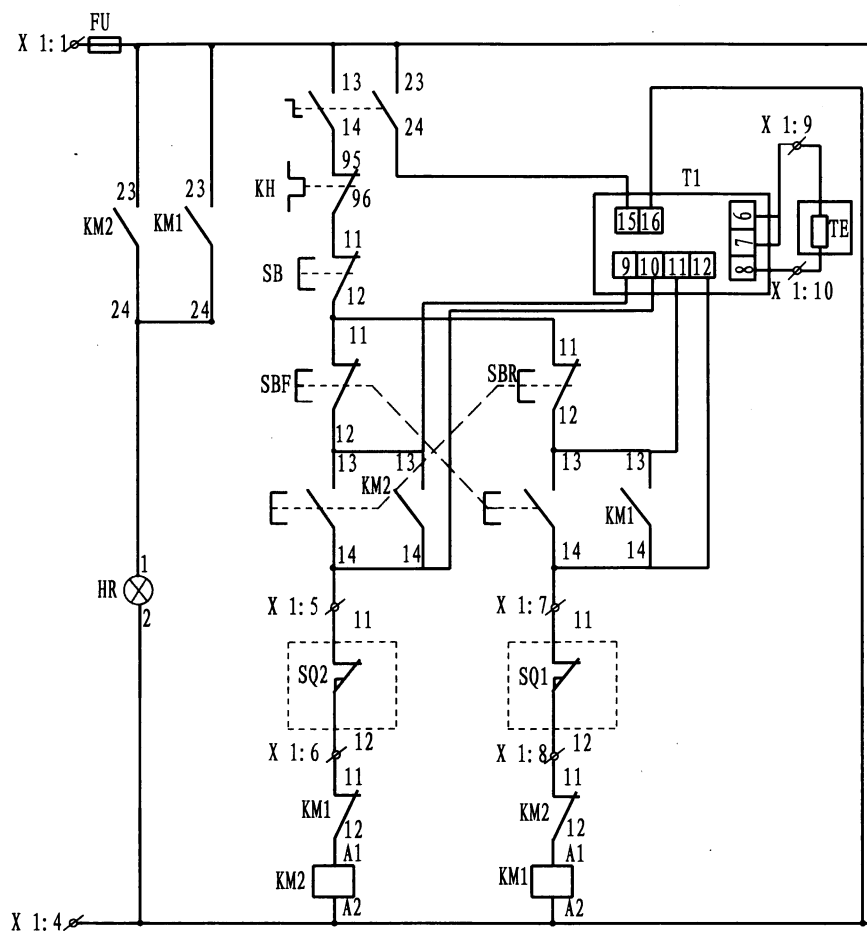 FU
X 1:1
13 23
14 24
X 1:9
95
KH
96
T1
23 23
KM2 KM1
15 16
6
7
8
TE
11
SB
9 10 11 12
12
X 1:10
24 24
11 11
SBF SBR
12 12
13 13 13 13
KM2
KM1
14 14 14 14
1
HR
2
X 1:5 X 1:7
11 11
SQ2 SQ1
12 12
X 1:6 X 1:8
11 11
KM1 KM2
12 12
A1 A1
KM2 KM1
A2 A2
X 1:4